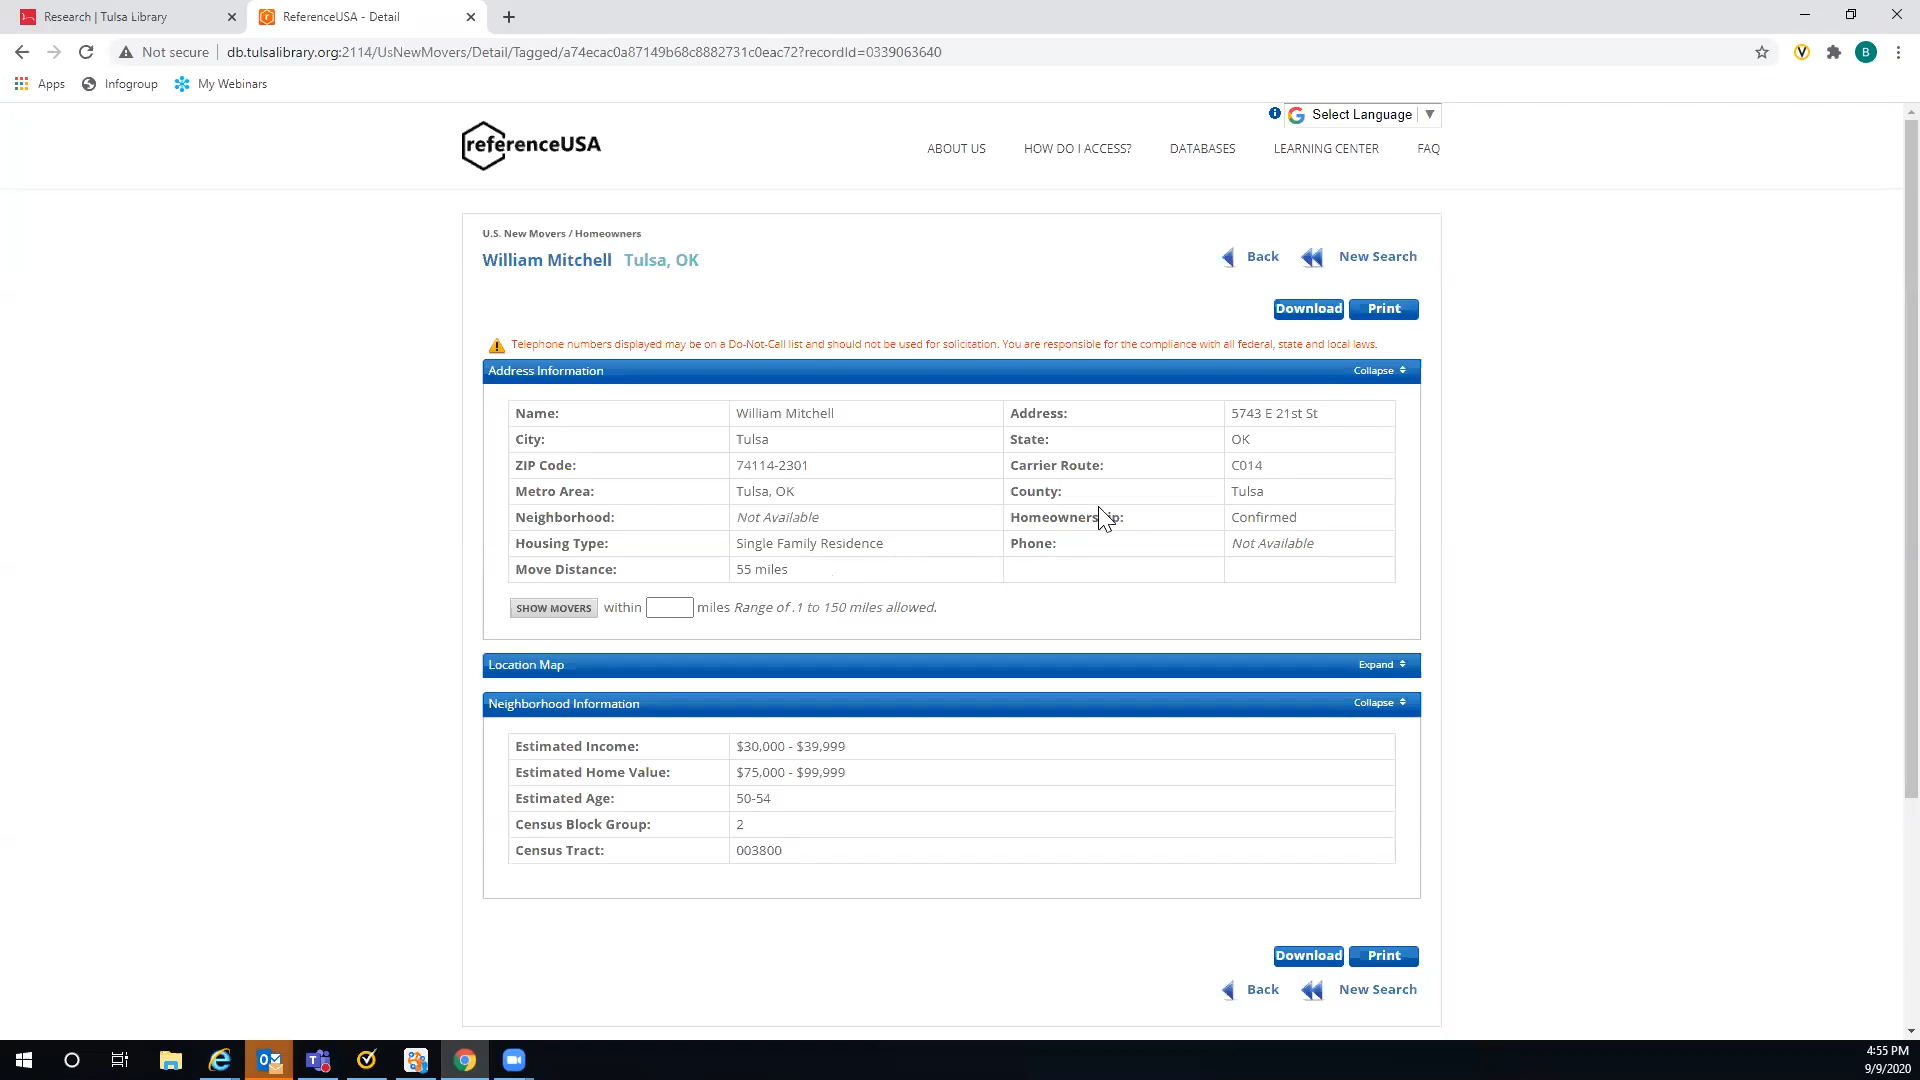 Research | Tulsa Library
ReferenceUSA - Detail
Not secure | db.tulsalibrary.org:2114/UsNewMovers/Detail/Tagged/a74ecac0a87149b68c8882731c0eac72?recordId=0339063640
B
Apps Infogroup My Webinars
Select Language ▼
referenceUSA
ABOUT US HOW DO I ACCESS? DATABASES LEARNING CENTER FAQ
U.S. New Movers / Homeowners
William Mitchell Tulsa, OK
Back New Search
Download Print
Telephone numbers displayed may be on a Do-Not-Call list and should not be used for solicitation. You are responsible for the compliance with all federal, state and local laws.
Address Information Collapse
Name: William Mitchell Address: 5743 E 21st St
City: Tulsa State: OK
ZIP Code: 74114-2301 Carrier Route: C014
Metro Area: Tulsa, OK County: Tulsa
Neighborhood: Not Available Homeownership: Confirmed
Housing Type: Single Family Residence Phone: Not Available
Move Distance: 55 miles
SHOW MOVERS within miles Range of .1 to 150 miles allowed.
Location Map Expand
Neighborhood Information Collapse
Estimated Income: $30,000 - $39,999
Estimated Home Value: $75,000 - $99,999
Estimated Age: 50-54
Census Block Group: 2
Census Tract: 003800
Download Print
Back New Search
4:55 PM
9/9/2020